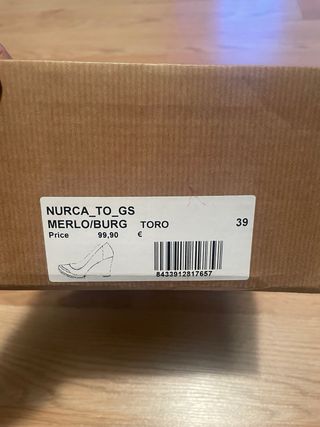 NURCA_TO_GS
MERLO/BURG TORO 39
Price 99,90 €
8433912817657